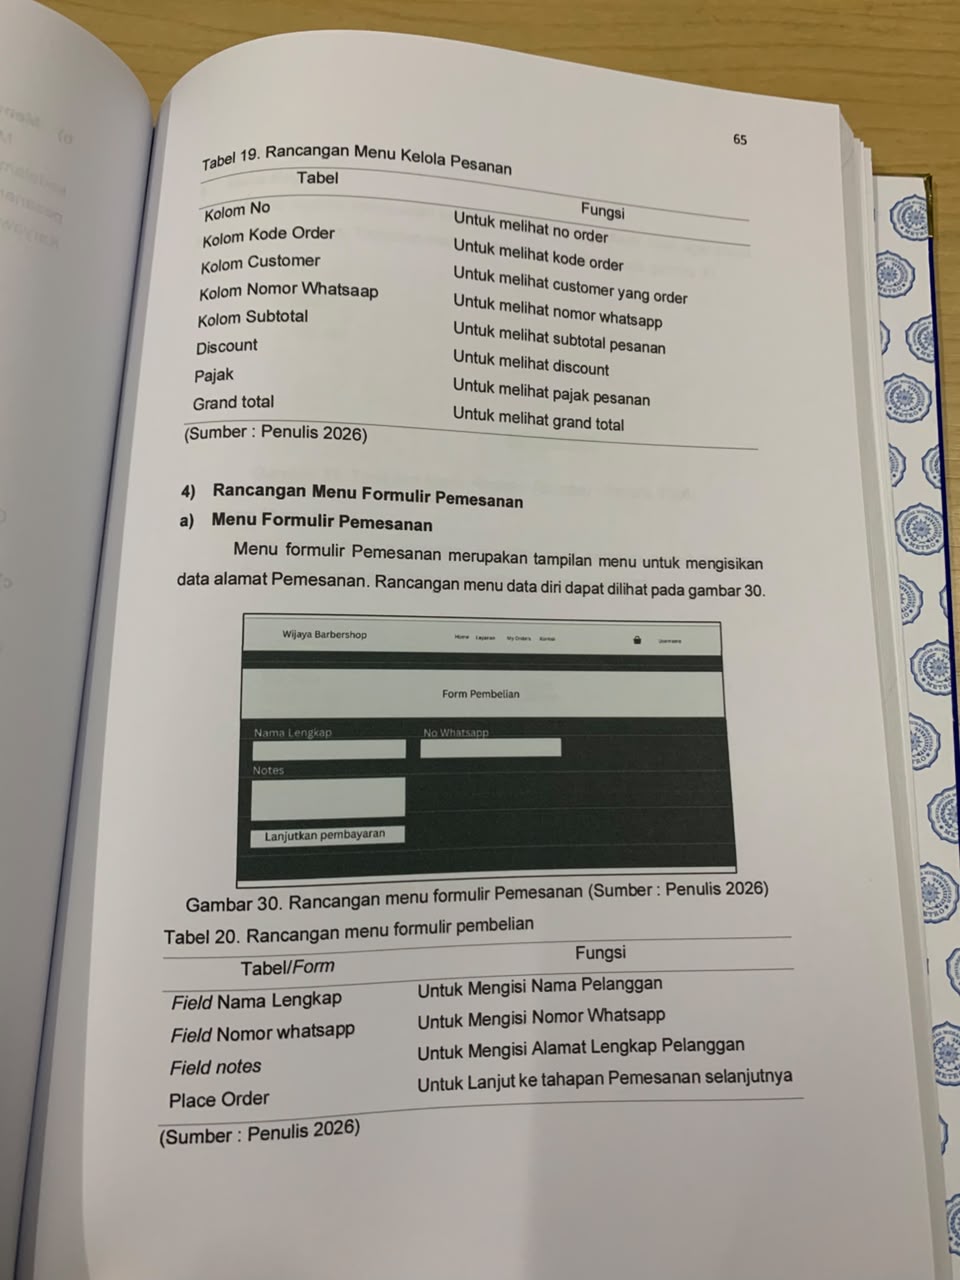 65
Tabel 19. Rancangan Menu Kelola Pesanan
Tabel Fungsi
Kolom No Untuk melihat no order
Kolom Kode Order Untuk melihat kode order
Kolom Customer Untuk melihat customer yang order
Kolom Nomor Whatsaap Untuk melihat nomor whatsapp
Kolom Subtotal Untuk melihat subtotal pesanan
Discount Untuk melihat discount
Pajak Untuk melihat pajak pesanan
Grand total Untuk melihat grand total
(Sumber : Penulis 2026)
4) Rancangan Menu Formulir Pemesanan
a) Menu Formulir Pemesanan
Menu formulir Pemesanan merupakan tampilan menu untuk mengisikan
data alamat Pemesanan. Rancangan menu data diri dapat dilihat pada gambar 30.
Wijaya Barbershop Home Layanan My Orders Kontak Username
Form Pembelian
Nama Lengkap No Whatsapp
Notes
Lanjutkan pembayaran
Gambar 30. Rancangan menu formulir Pemesanan (Sumber : Penulis 2026)
Tabel 20. Rancangan menu formulir pembelian
Tabel/Form Fungsi
Field Nama Lengkap Untuk Mengisi Nama Pelanggan
Field Nomor whatsapp Untuk Mengisi Nomor Whatsapp
Field notes Untuk Mengisi Alamat Lengkap Pelanggan
Place Order Untuk Lanjut ke tahapan Pemesanan selanjutnya
(Sumber : Penulis 2026)
METRO